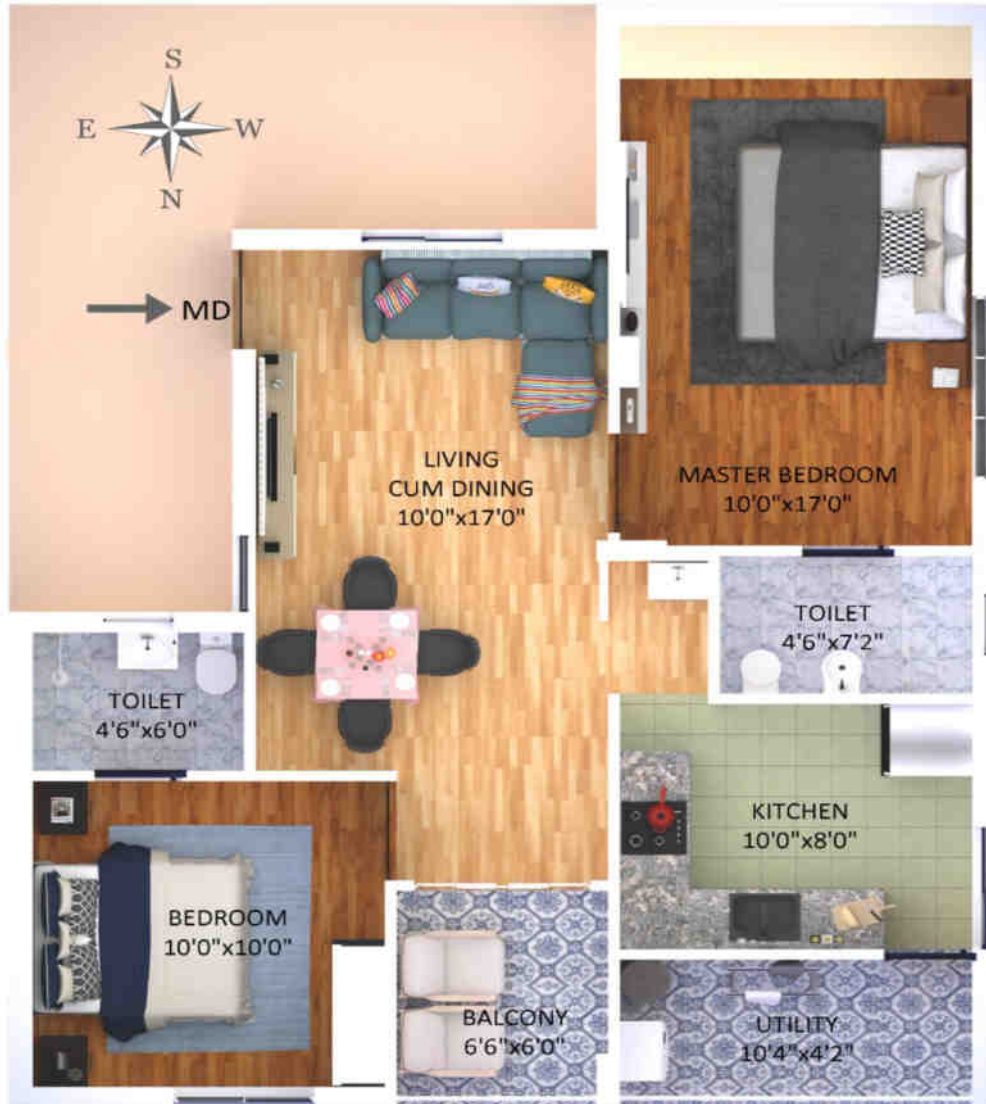 S
E W
N
MD
LIVING
CUM DINING
10'0"x17'0"
MASTER BEDROOM
10'0"x17'0"
TOILET
4'6"x7'2"
TOILET
4'6"x6'0"
KITCHEN
10'0"x8'0"
BEDROOM
10'0"x10'0"
BALCONY
6'6"x6'0"
UTILITY
10'4"x4'2"